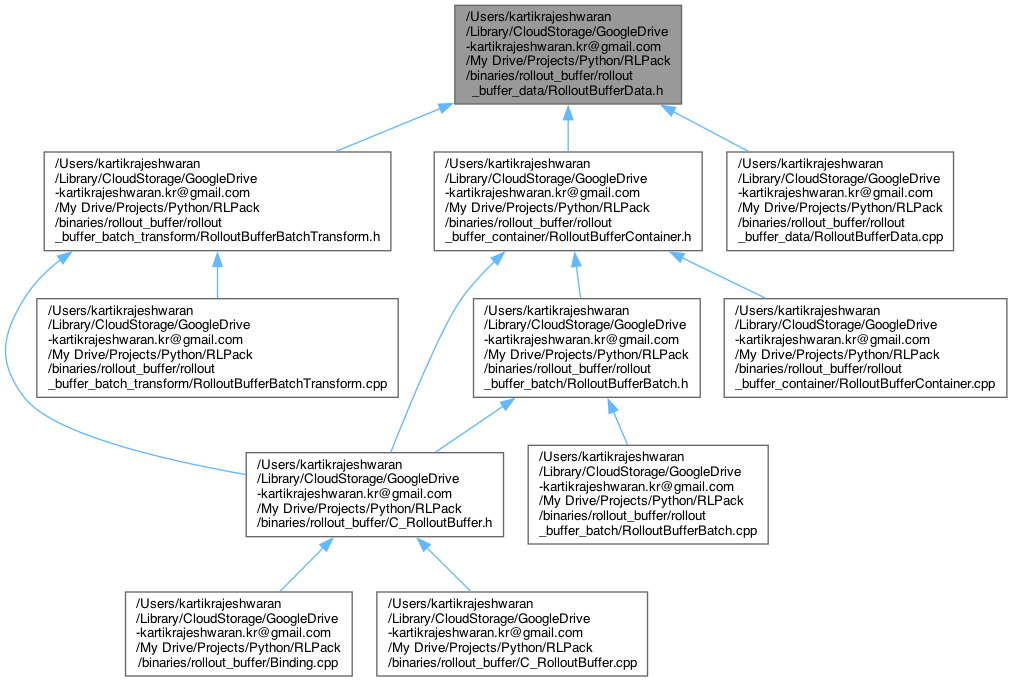 /Users/kartikrajeshwaran
/Library/CloudStorage/GoogleDrive
-kartikrajeshwaran.kr@gmail.com
/My Drive/Projects/Python/RLPack
/binaries/rollout_buffer/rollout
_buffer_data/RolloutBufferData.h
/Users/kartikrajeshwaran
/Library/CloudStorage/GoogleDrive
-kartikrajeshwaran.kr@gmail.com
/My Drive/Projects/Python/RLPack
/binaries/rollout_buffer/rollout
_buffer_batch_transform/RolloutBufferBatchTransform.h
/Users/kartikrajeshwaran
/Library/CloudStorage/GoogleDrive
-kartikrajeshwaran.kr@gmail.com
/My Drive/Projects/Python/RLPack
/binaries/rollout_buffer/rollout
_buffer_container/RolloutBufferContainer.h
/Users/kartikrajeshwaran
/Library/CloudStorage/GoogleDrive
-kartikrajeshwaran.kr@gmail.com
/My Drive/Projects/Python/RLPack
/binaries/rollout_buffer/rollout
_buffer_data/RolloutBufferData.cpp
/Users/kartikrajeshwaran
/Library/CloudStorage/GoogleDrive
-kartikrajeshwaran.kr@gmail.com
/My Drive/Projects/Python/RLPack
/binaries/rollout_buffer/rollout
_buffer_batch_transform/RolloutBufferBatchTransform.cpp
/Users/kartikrajeshwaran
/Library/CloudStorage/GoogleDrive
-kartikrajeshwaran.kr@gmail.com
/My Drive/Projects/Python/RLPack
/binaries/rollout_buffer/rollout
_buffer_batch/RolloutBufferBatch.h
/Users/kartikrajeshwaran
/Library/CloudStorage/GoogleDrive
-kartikrajeshwaran.kr@gmail.com
/My Drive/Projects/Python/RLPack
/binaries/rollout_buffer/rollout
_buffer_container/RolloutBufferContainer.cpp
/Users/kartikrajeshwaran
/Library/CloudStorage/GoogleDrive
-kartikrajeshwaran.kr@gmail.com
/My Drive/Projects/Python/RLPack
/binaries/rollout_buffer/C_RolloutBuffer.h
/Users/kartikrajeshwaran
/Library/CloudStorage/GoogleDrive
-kartikrajeshwaran.kr@gmail.com
/My Drive/Projects/Python/RLPack
/binaries/rollout_buffer/rollout
_buffer_batch/RolloutBufferBatch.cpp
/Users/kartikrajeshwaran
/Library/CloudStorage/GoogleDrive
-kartikrajeshwaran.kr@gmail.com
/My Drive/Projects/Python/RLPack
/binaries/rollout_buffer/Binding.cpp
/Users/kartikrajeshwaran
/Library/CloudStorage/GoogleDrive
-kartikrajeshwaran.kr@gmail.com
/My Drive/Projects/Python/RLPack
/binaries/rollout_buffer/C_RolloutBuffer.cpp